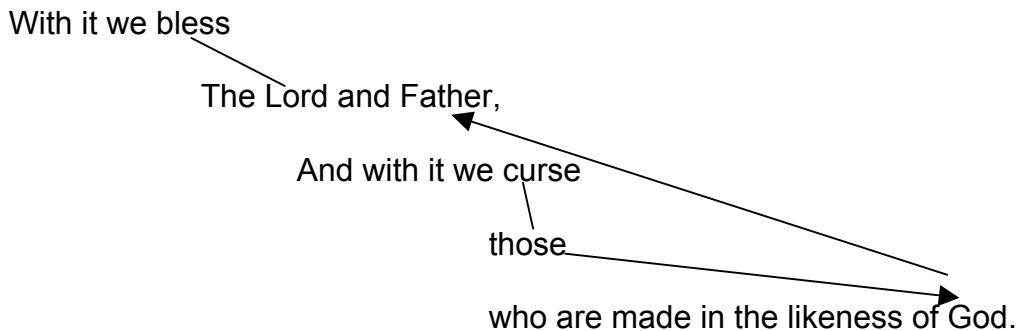 With it we bless
The Lord and Father,
And with it we curse
those
who are made in the likeness of God.